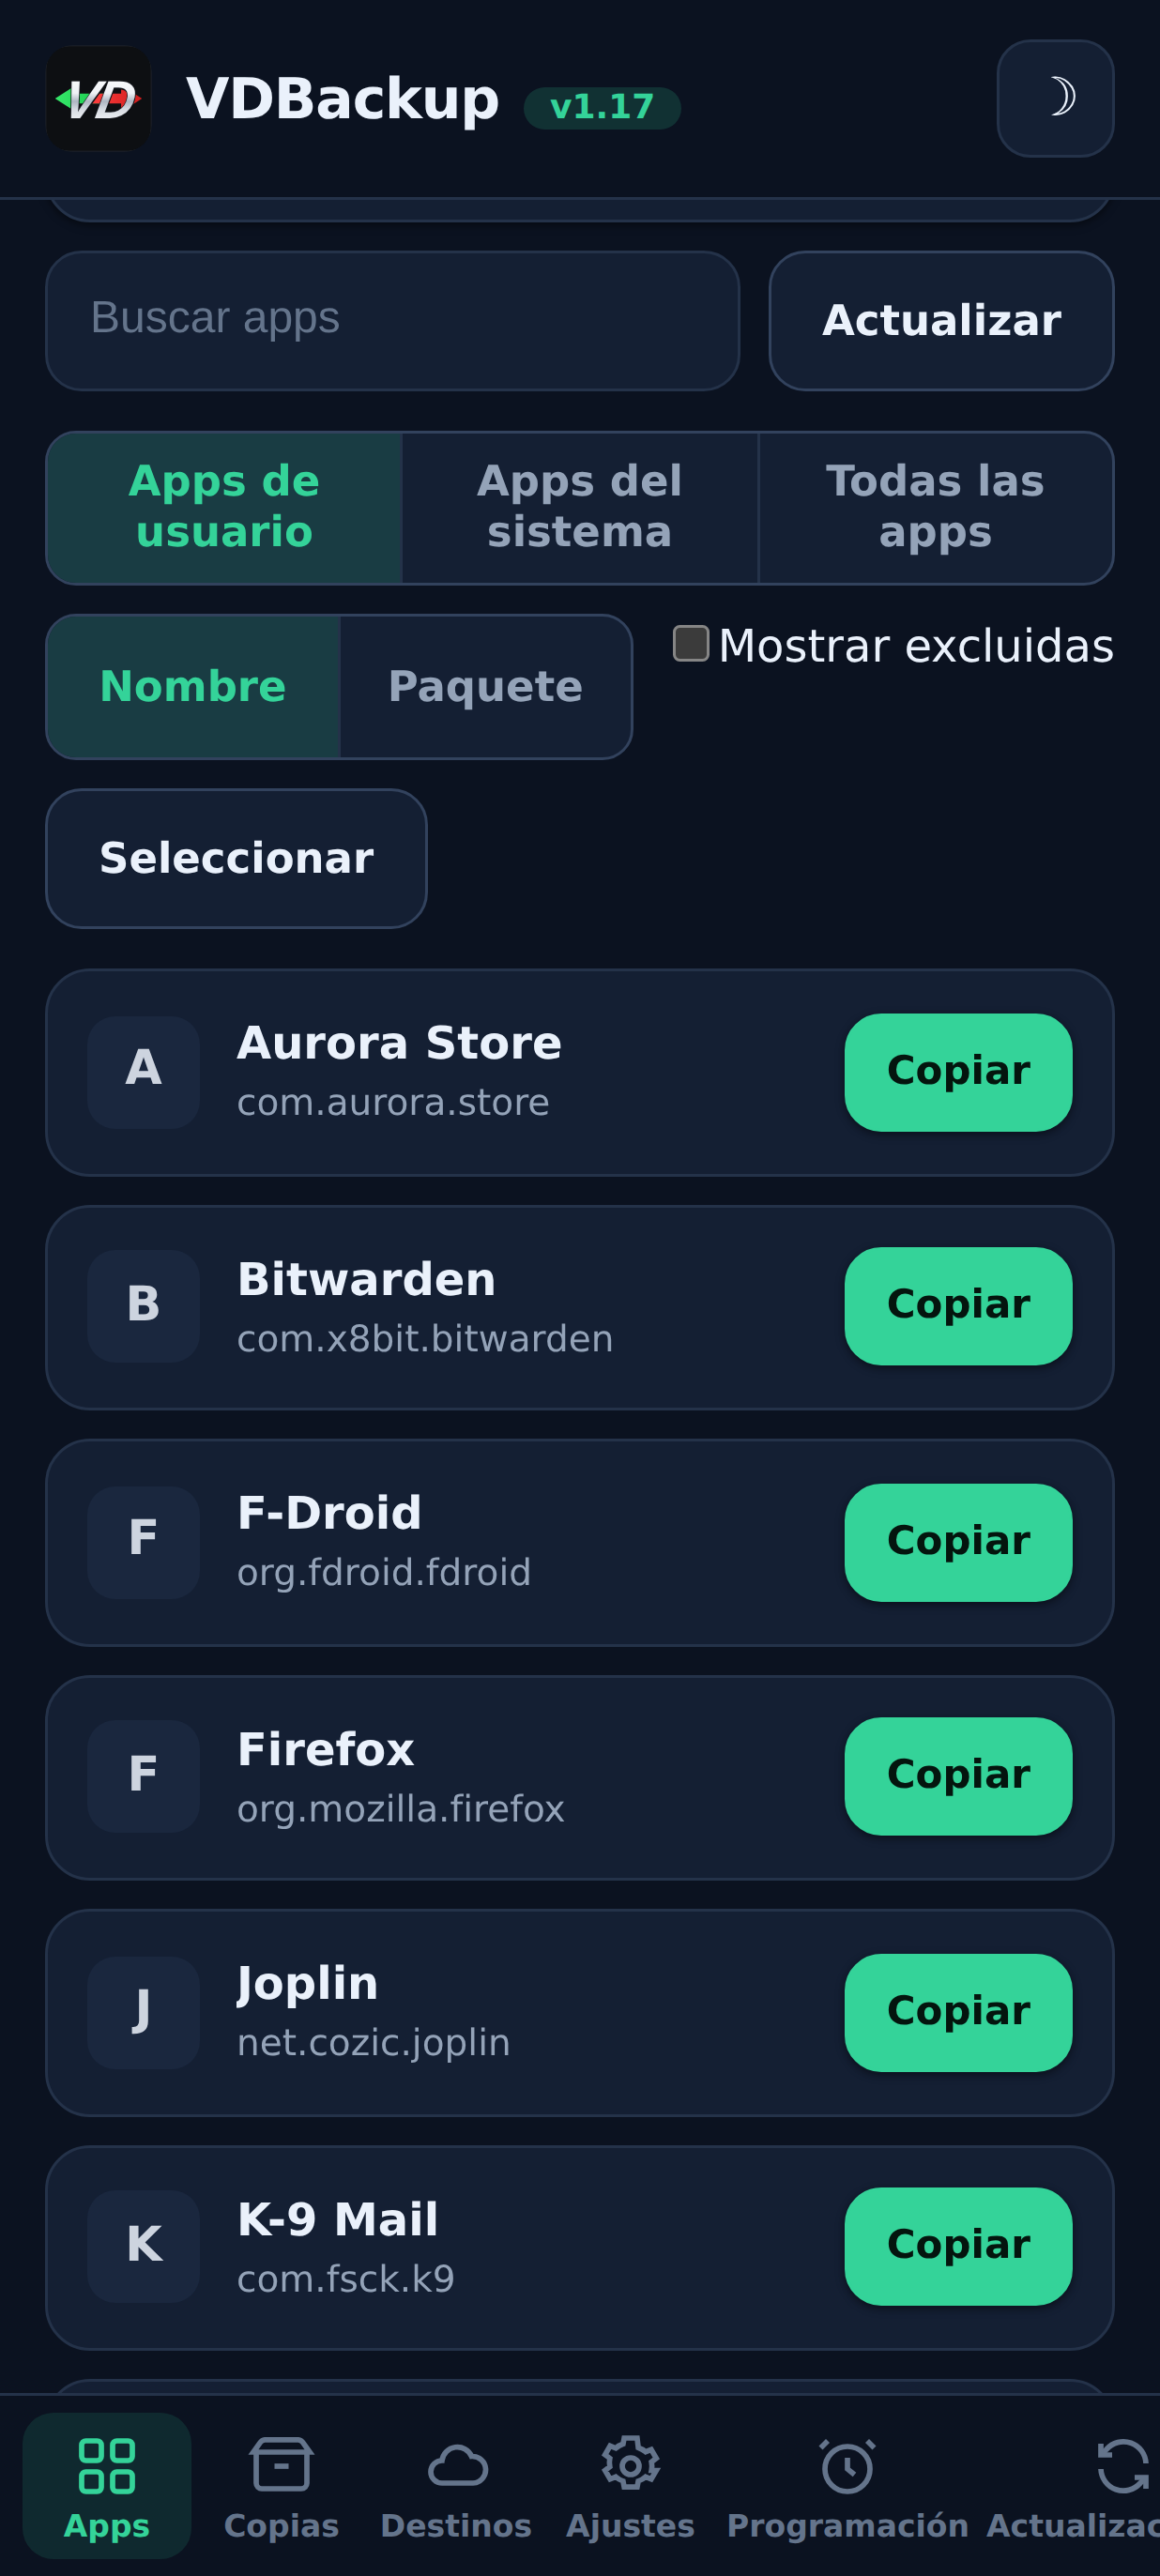 VD
VDBackup v1.17
Buscar apps
Actualizar
Apps de
usuario
Apps del
sistema
Todas las
apps
Nombre
Paquete
Mostrar excluidas
Seleccionar
A
Aurora Store
com.aurora.store
Copiar
B
Bitwarden
com.x8bit.bitwarden
Copiar
F
F-Droid
org.fdroid.fdroid
Copiar
F
Firefox
org.mozilla.firefox
Copiar
J
Joplin
net.cozic.joplin
Copiar
K
K-9 Mail
com.fsck.k9
Copiar
Apps
Copias
Destinos
Ajustes
Programación